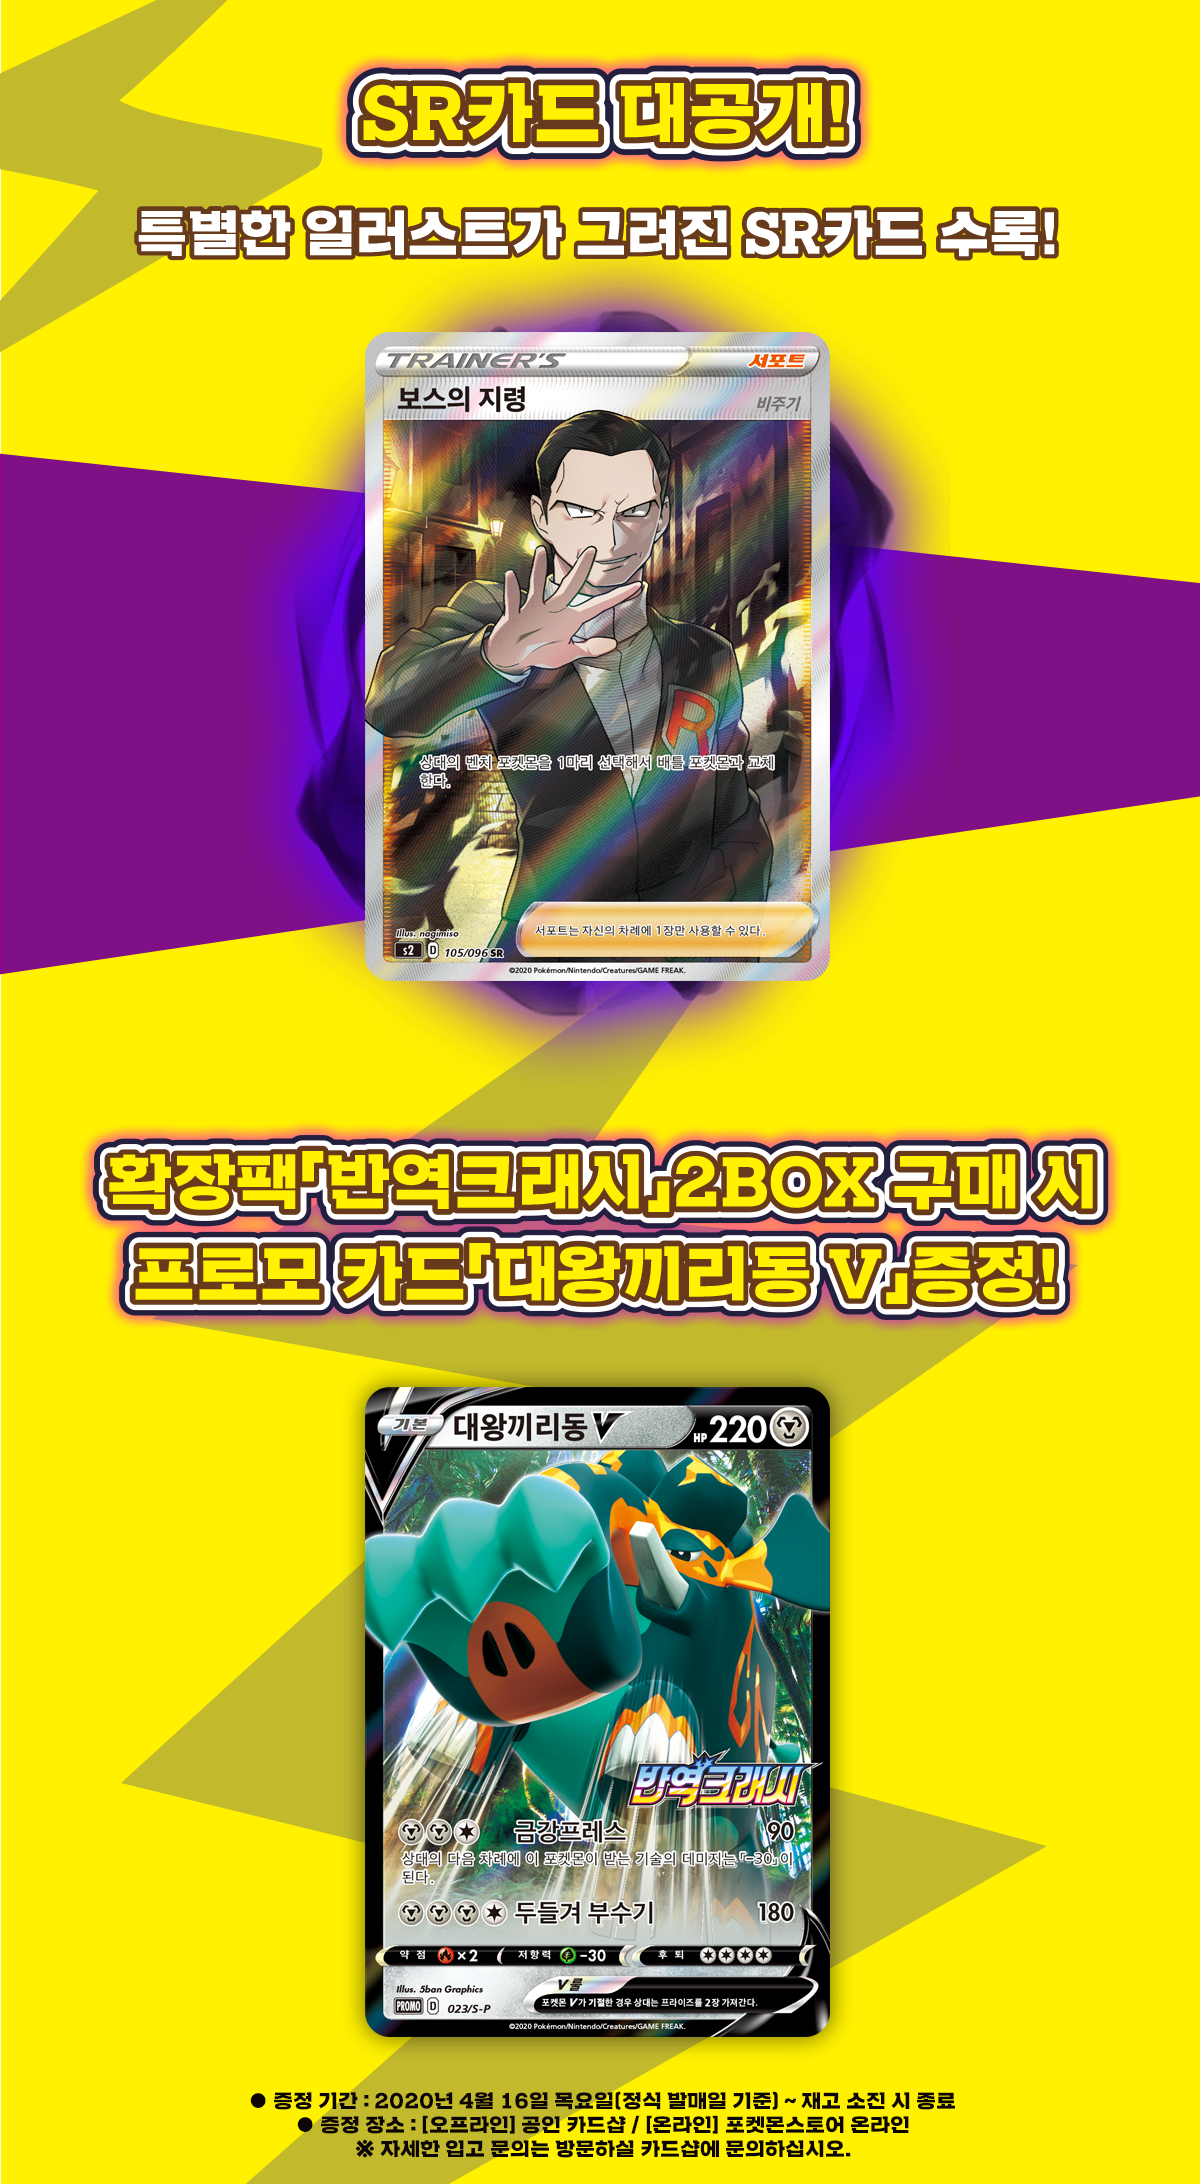 SR카드 대공개!
특별한 일러스트가 그려진 SR카드 수록!
TRAINER'S
서포트
보스의 지령
비주기
R
상대의 벤치 포켓몬을 1마리 선택해서 배틀 포켓몬과 교체
한다.
서포트는 자신의 차례에 1장만 사용할 수 있다.
Illus. nagimiso
s2 D 105/096 SR
©2020 Pokémon/Nintendo/Creatures/GAME FREAK.
확장팩「반역크래시」2BOX 구매 시
프로모 카드「대왕끼리동 V」증정!
기본 대왕끼리동 V HP 220
반역크래시
금강프레스 90
상대의 다음 차례에 이 포켓몬이 받는 기술의 데미지는 「-30」이
된다.
두들겨 부수기 180
약점 ×2 저항력 -30 후퇴
Illus. 5ban Graphics
V룰
포켓몬 V가 기절한 경우 상대는 프라이즈를 2장 가져간다.
PROMO D 023/S-P
©2020 Pokémon/Nintendo/Creatures/GAME FREAK.
● 증정 기간 : 2020년 4월 16일 목요일(정식 발매일 기준) ~ 재고 소진 시 종료
● 증정 장소 : [오프라인] 공인 카드샵 / [온라인] 포켓몬스토어 온라인
※ 자세한 입고 문의는 방문하실 카드샵에 문의하십시오.